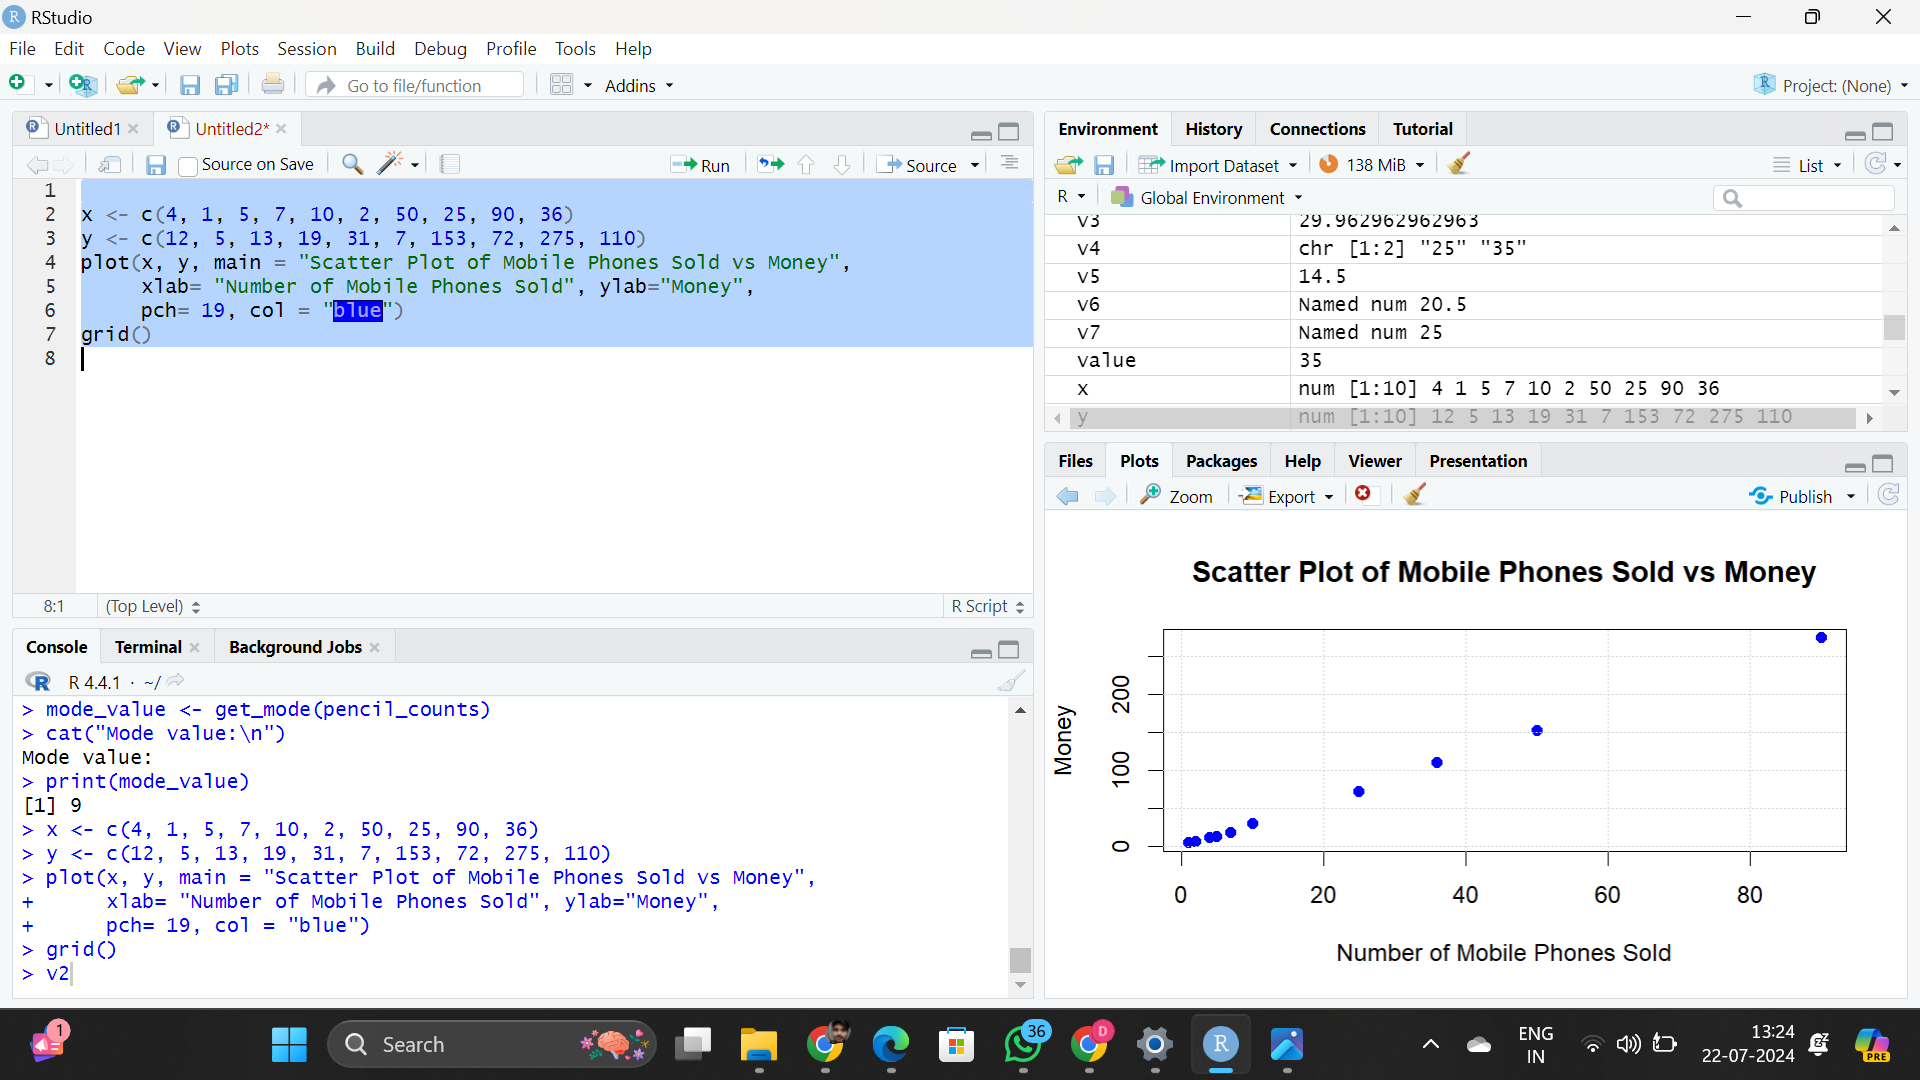 RStudio
File Edit Code View Plots Session Build Debug Profile Tools Help
Go to file/function Addins Project: (None)
Untitled1 Untitled2*
Source on Save Run Source
1
2 x <- c(4, 1, 5, 7, 10, 2, 50, 25, 90, 36)
3 y <- c(12, 5, 13, 19, 31, 7, 153, 72, 275, 110)
4 plot(x, y, main = "Scatter Plot of Mobile Phones Sold vs Money",
5 xlab= "Number of Mobile Phones Sold", ylab="Money",
6 pch= 19, col = "blue")
7 grid()
8
8:1 (Top Level) R Script
Console Terminal Background Jobs
R 4.4.1 · ~/
> mode_value <- get_mode(pencil_counts)
> cat("Mode value:\n")
Mode value:
> print(mode_value)
[1] 9
> x <- c(4, 1, 5, 7, 10, 2, 50, 25, 90, 36)
> y <- c(12, 5, 13, 19, 31, 7, 153, 72, 275, 110)
> plot(x, y, main = "Scatter Plot of Mobile Phones Sold vs Money",
+ xlab= "Number of Mobile Phones Sold", ylab="Money",
+ pch= 19, col = "blue")
> grid()
> v2
Environment History Connections Tutorial
Import Dataset 138 MiB List
R Global Environment
v3 29.962962962963
v4 chr [1:2] "25" "35"
v5 14.5
v6 Named num 20.5
v7 Named num 25
value 35
x num [1:10] 4 1 5 7 10 2 50 25 90 36
y num [1:10] 12 5 13 19 31 7 153 72 275 110
Files Plots Packages Help Viewer Presentation
Zoom Export Publish
Scatter Plot of Mobile Phones Sold vs Money
Money
200
100
0
0 20 40 60 80
Number of Mobile Phones Sold
1
Search
36
D
R
ENG
IN
13:24
22-07-2024
PRE